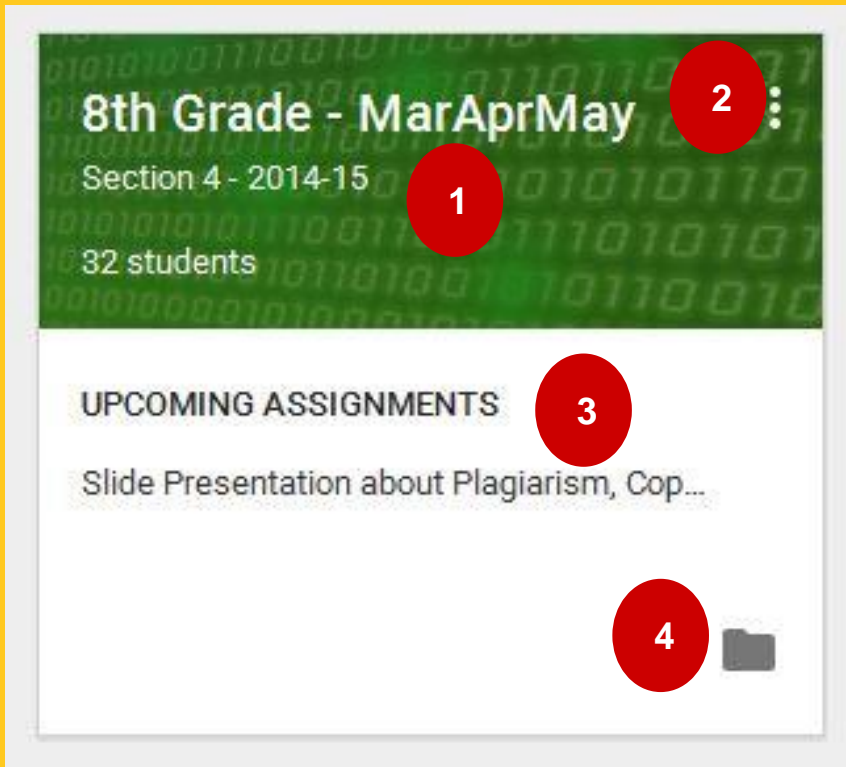 8th Grade - MarAprMay
2
Section 4 - 2014-15
1
32 students
UPCOMING ASSIGNMENTS
3
Slide Presentation about Plagiarism, Cop...
4